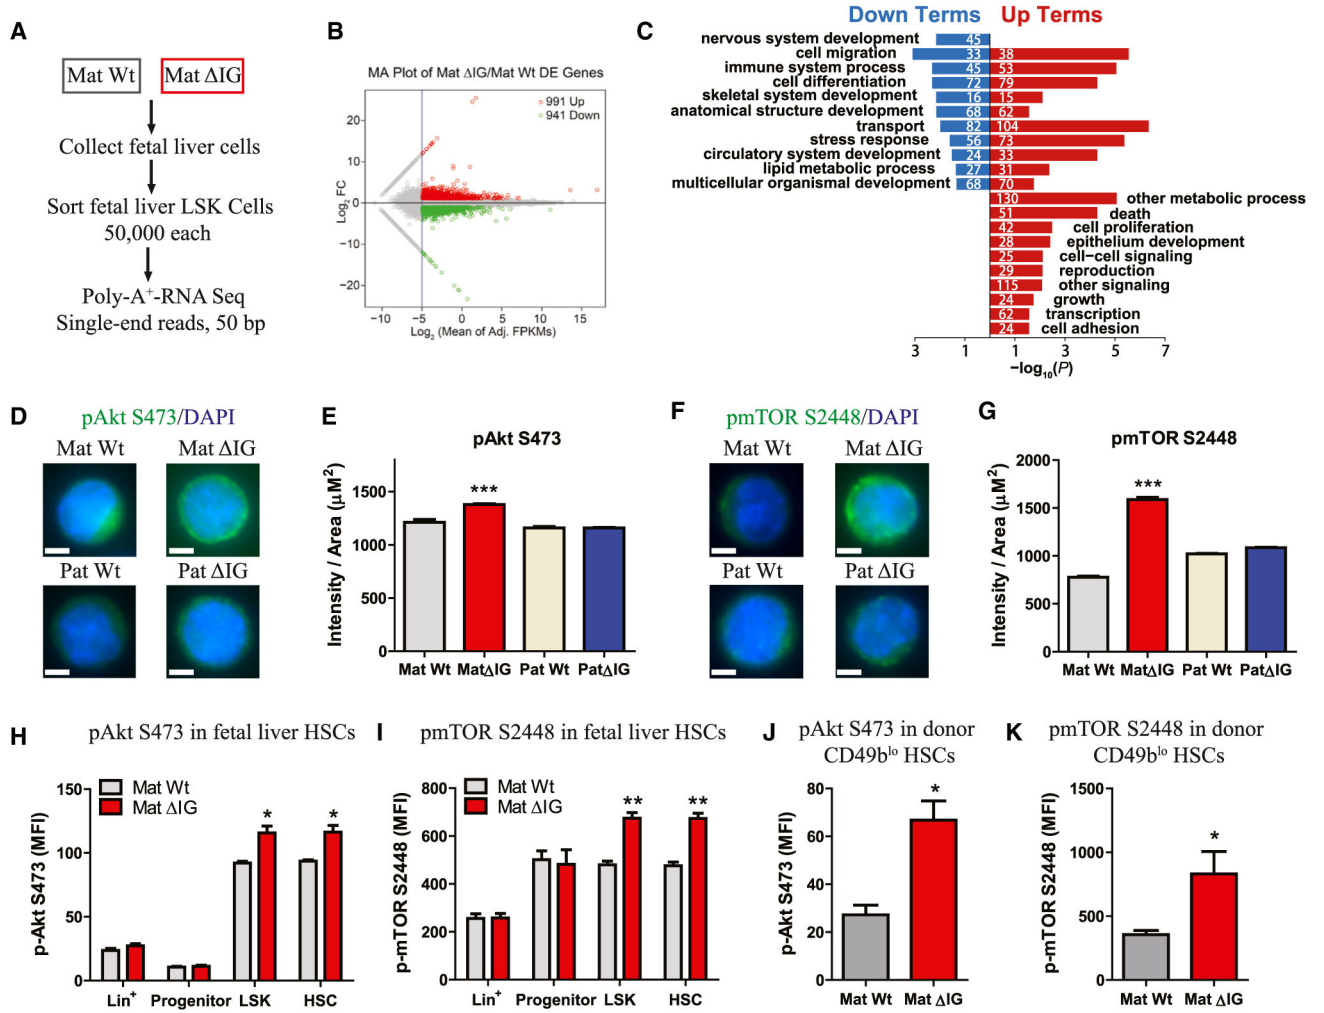 A
Mat Wt
Mat ΔIG
Collect fetal liver cells
Sort fetal liver LSK Cells
50,000 each
Poly-A+-RNA Seq
Single-end reads, 50 bp
B
MA Plot of Mat ΔIG/Mat Wt DE Genes
991 Up
941 Down
Log2 FC
20
10
0
−10
−20
−10
−5
0
5
10
15
Log2 (Mean of Adj. FPKMs)
C
Down Terms
Up Terms
nervous system development 45
cell migration 33 38
immune system process 45 53
cell differentiation 72 79
skeletal system development 16 15
anatomical structure development 68 62
transport 82 104
stress response 56 73
circulatory system development 24 33
lipid metabolic process 27 31
multicellular organismal development 68 70
130 other metabolic process
51 death
42 cell proliferation
28 epithelium development
25 cell−cell signaling
29 reproduction
115 other signaling
24 growth
62 transcription
24 cell adhesion
3 1 1 3 5 7
−log10(P)
D
pAkt S473/DAPI
Mat Wt
Mat ΔIG
Pat Wt
Pat ΔIG
E
pAkt S473
Intensity / Area (μM2)
1500
1000
500
0
***
Mat Wt
MatΔIG
Pat Wt
PatΔIG
F
pmTOR S2448/DAPI
Mat Wt
Mat ΔIG
Pat Wt
Pat ΔIG
G
pmTOR S2448
Intensity / Area (μM2)
2000
1500
1000
500
0
***
Mat Wt
MatΔIG
Pat Wt
PatΔIG
H
pAkt S473 in fetal liver HSCs
Mat Wt
Mat ΔIG
p-Akt S473 (MFI)
150
100
50
0
*
*
Lin+
Progenitor
LSK
HSC
I
pmTOR S2448 in fetal liver HSCs
Mat Wt
Mat ΔIG
p-mTOR S2448 (MFI)
800
600
400
200
0
**
**
Lin+
Progenitor
LSK
HSC
J
pAkt S473 in donor
CD49blo HSCs
p-Akt S473 (MFI)
80
60
40
20
0
*
Mat Wt
Mat ΔIG
K
pmTOR S2448 in donor
CD49blo HSCs
p-mTOR S2448 (MFI)
1500
1000
500
0
*
Mat Wt
Mat ΔIG